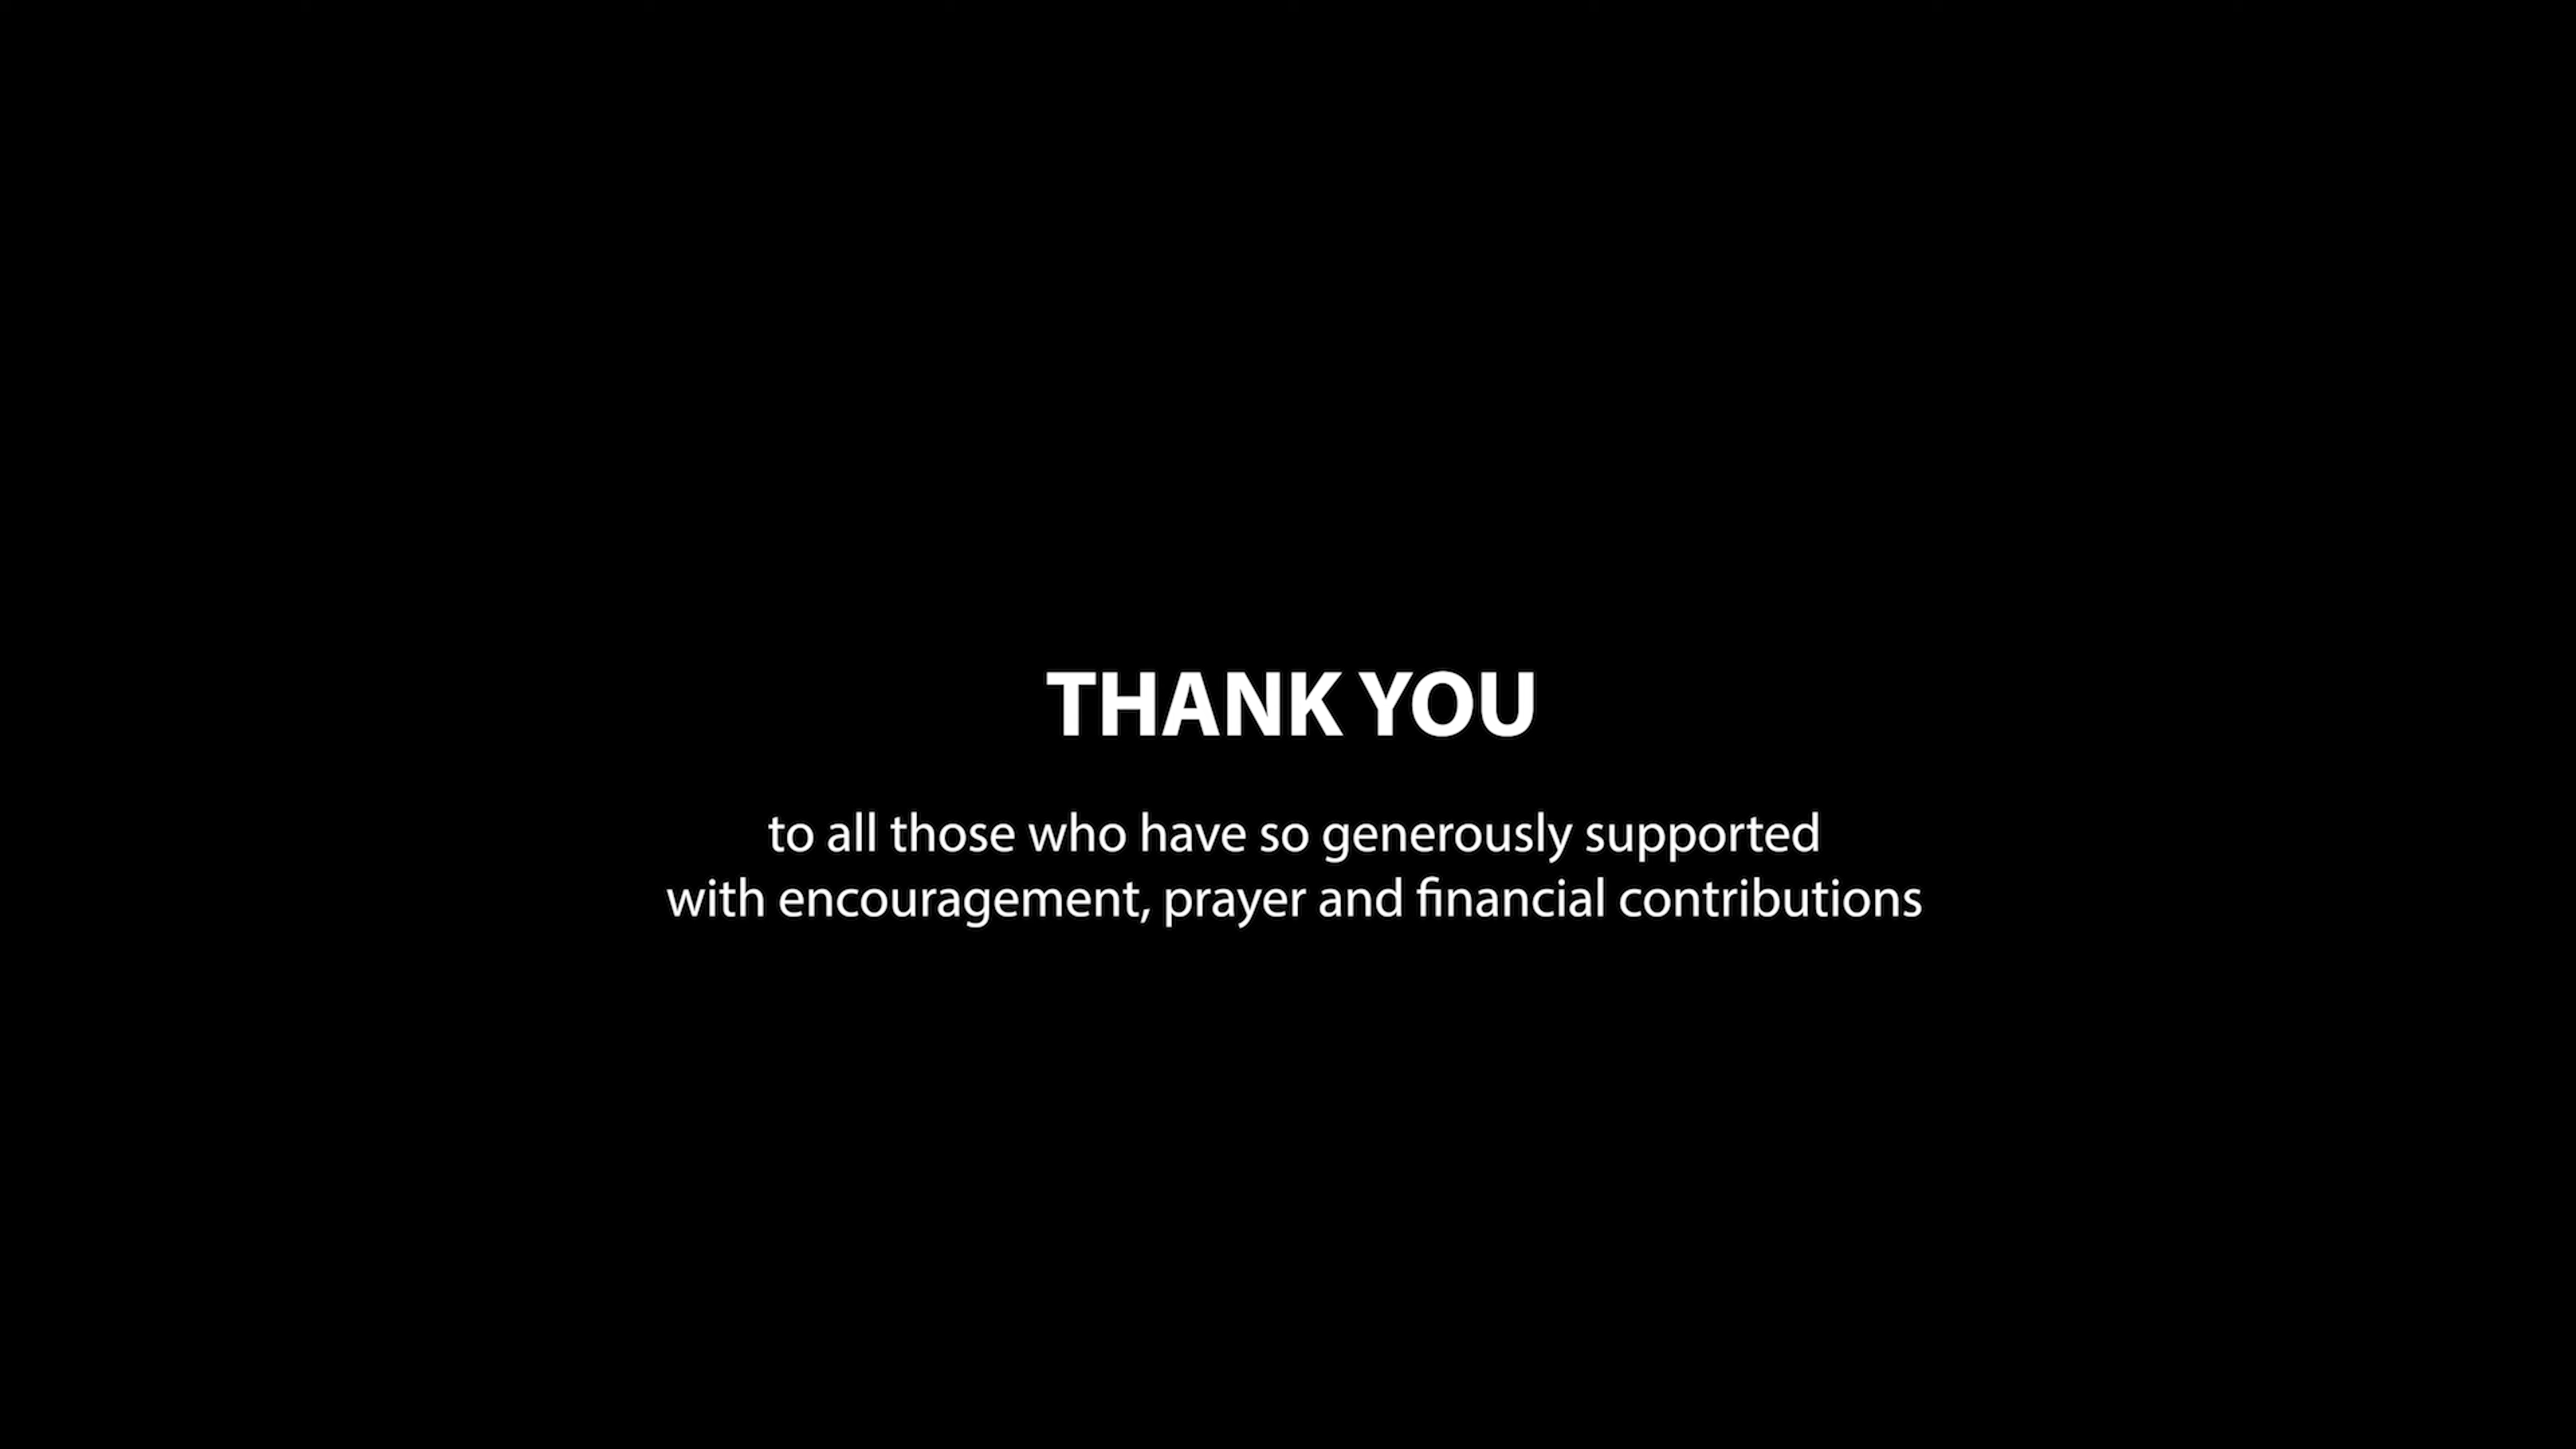 THANK YOU
to all those who have so generously supported
with encouragement, prayer and financial contributions